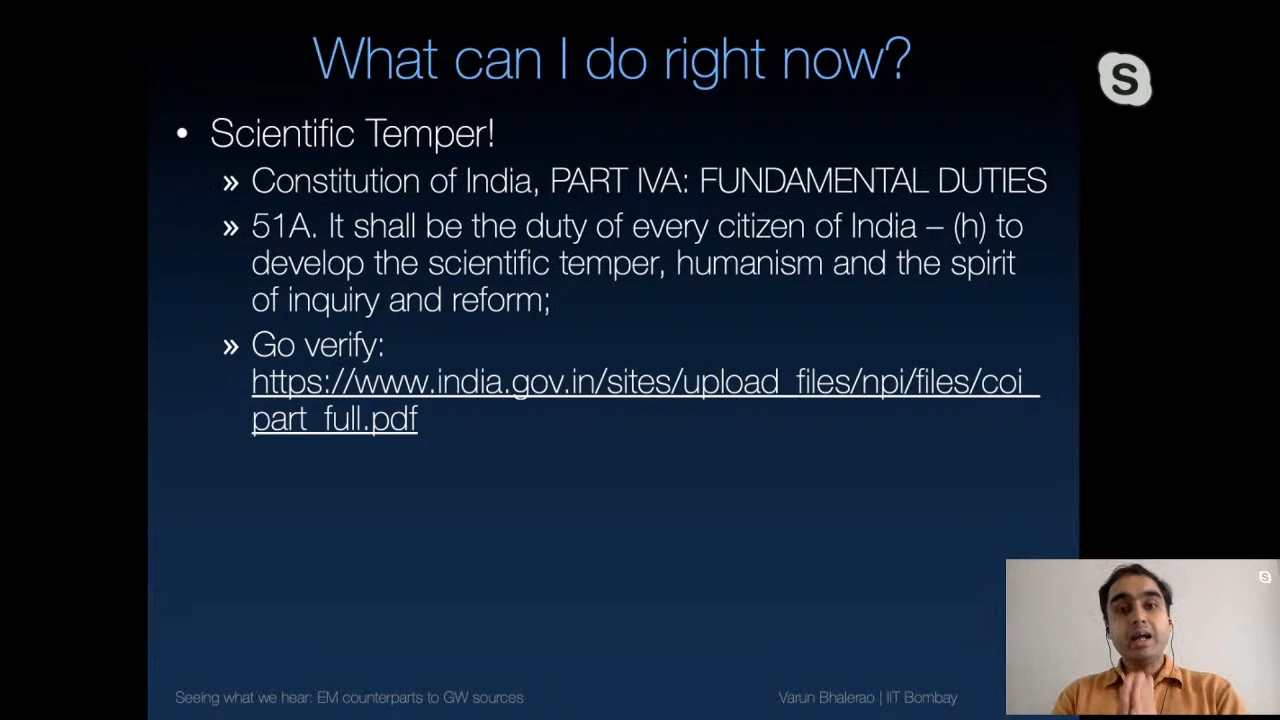 What can I do right now?
S
• Scientific Temper!
» Constitution of India, PART IVA: FUNDAMENTAL DUTIES
» 51A. It shall be the duty of every citizen of India – (h) to
develop the scientific temper, humanism and the spirit
of inquiry and reform;
» Go verify:
https://www.india.gov.in/sites/upload_files/npi/files/coi_
part_full.pdf
S
Seeing what we hear: EM counterparts to GW sources
Varun Bhalerao | IIT Bombay